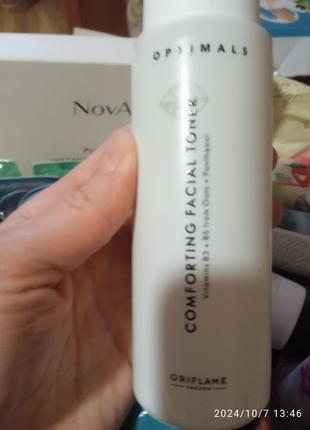 OPTIMALS
NOVA
COMFORTING FACIAL TONER
Vitamins B3 + B5 from Oats + Panthenol
ORIFLAME
SWEDEN
2024/10/7 13:46